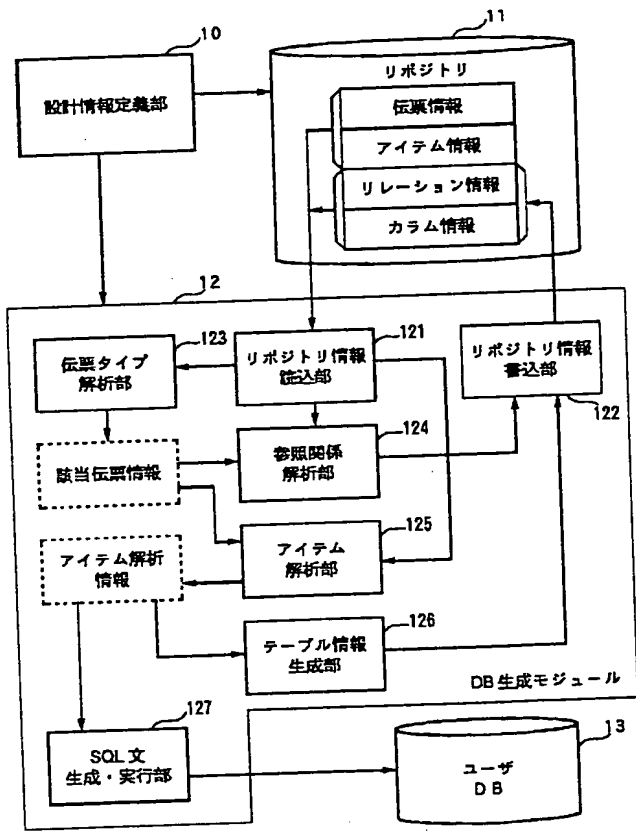 10
設計情報定義部
11
リポジトリ
伝票情報
アイテム情報
リレーション情報
カラム情報
12
123
伝票タイプ
解析部
121
リポジトリ情報
読込部
リポジトリ情報
書込部
122
該当伝票情報
124
参照関係
解析部
125
アイテム
解析部
アイテム解析
情報
126
テーブル情報
生成部
DB生成モジュール
127
SQL文
生成・実行部
13
ユーザ
DB